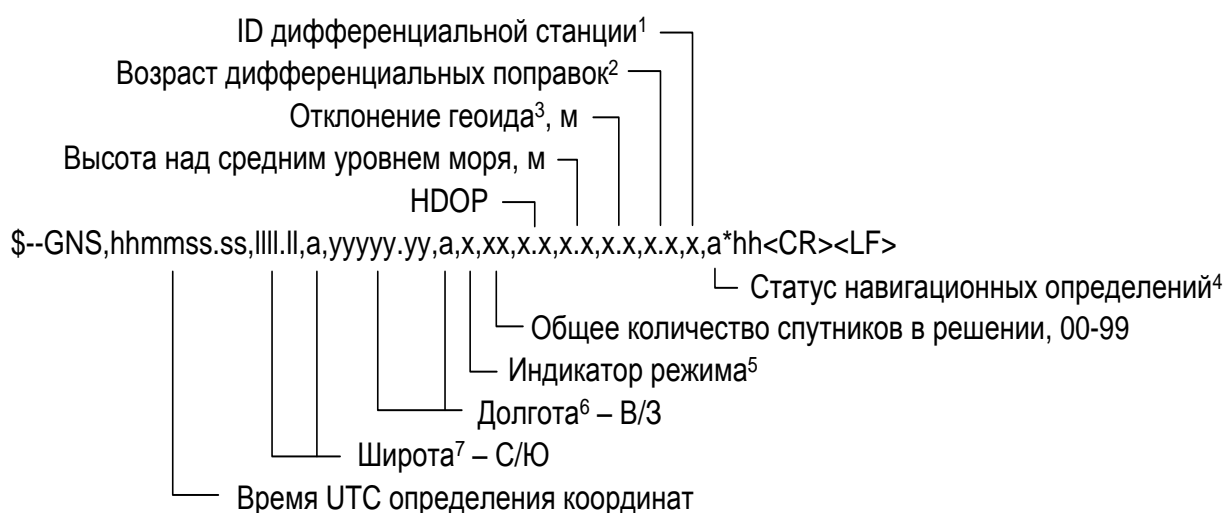 ID дифференциальной станции¹
Возраст дифференциальных поправок²
Отклонение геоида³, м
Высота над средним уровнем моря, м
HDOP
$--GNS,hhmmss.ss,llll.ll,a,yyyyy.yy,a,x,xx,x.x,x.x,x.x,x.x,x,a*hh<CR><LF>
Статус навигационных определений⁴
Общее количество спутников в решении, 00-99
Индикатор режима⁵
Долгота⁶ – В/З
Широта⁷ – С/Ю
Время UTC определения координат